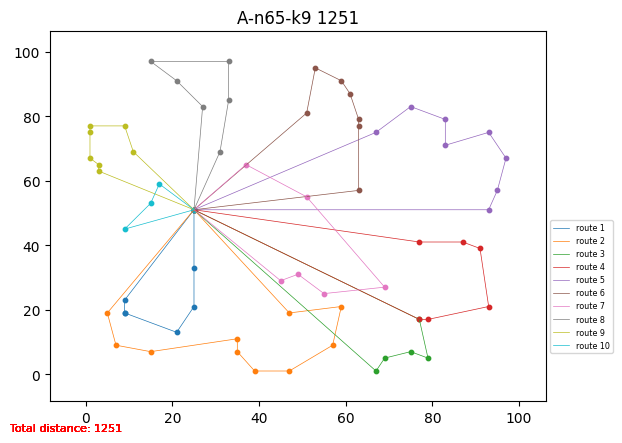 A-n65-k9 1251
100
80
60
40
20
0
0 20 40 60 80 100
route 1
route 2
route 3
route 4
route 5
route 6
route 7
route 8
route 9
route 10
Total distance: 1251